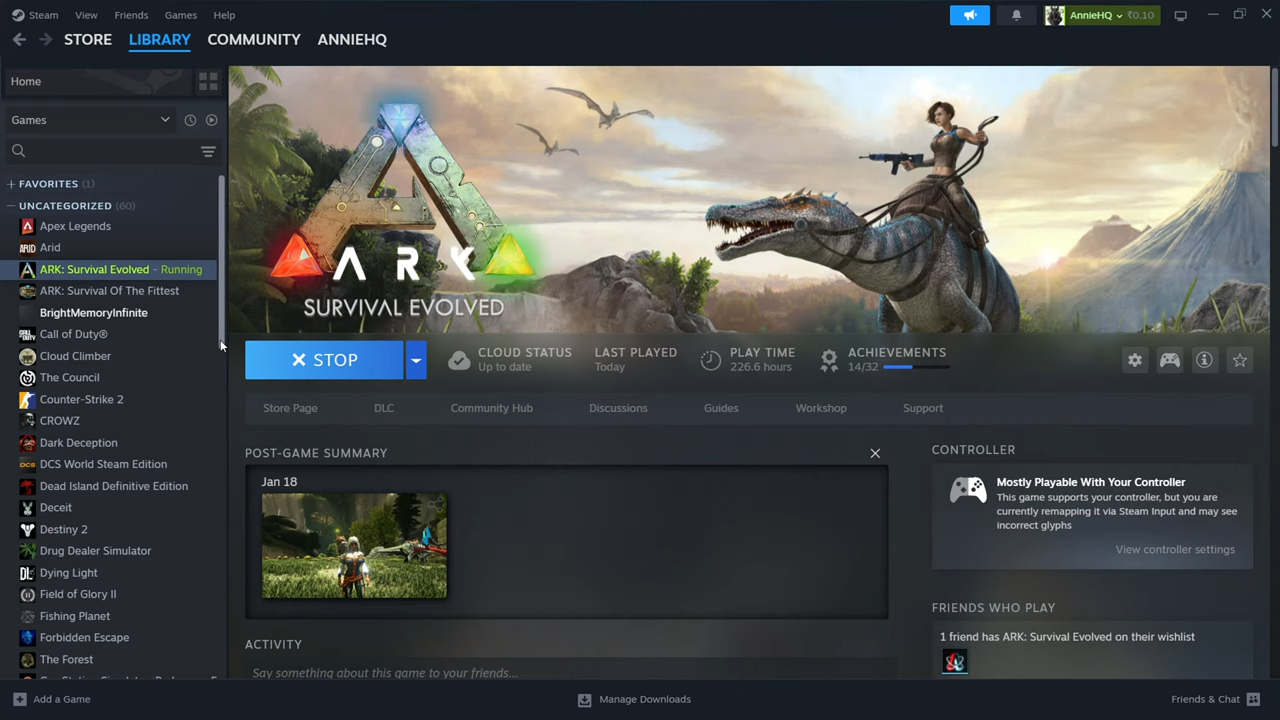 Steam View Friends Games Help
AnnieHQ ₹0.10
STORE LIBRARY COMMUNITY ANNIEHQ
Home
Games
FAVORITES (1)
UNCATEGORIZED (60)
Apex Legends
ARID Arid
ARK: Survival Evolved - Running
ARK: Survival Of The Fittest
BrightMemoryInfinite
Call of Duty®
Cloud Climber
The Council
Counter-Strike 2
CROWZ
Dark Deception
DCS DCS World Steam Edition
Dead Island Definitive Edition
Deceit
Destiny 2
Drug Dealer Simulator
DL Dying Light
Field of Glory II
Fishing Planet
Forbidden Escape
The Forest
ARK
SURVIVAL EVOLVED
STOP
CLOUD STATUS
Up to date
LAST PLAYED
Today
PLAY TIME
226.6 hours
ACHIEVEMENTS
14/32
Store Page DLC Community Hub Discussions Guides Workshop Support
POST-GAME SUMMARY
Jan 18
ACTIVITY
Say something about this game to your friends...
CONTROLLER
Mostly Playable With Your Controller
This game supports your controller, but you are
currently remapping it via Steam Input and may see
incorrect glyphs
View controller settings
FRIENDS WHO PLAY
1 friend has ARK: Survival Evolved on their wishlist
Add a Game
Manage Downloads
Friends & Chat